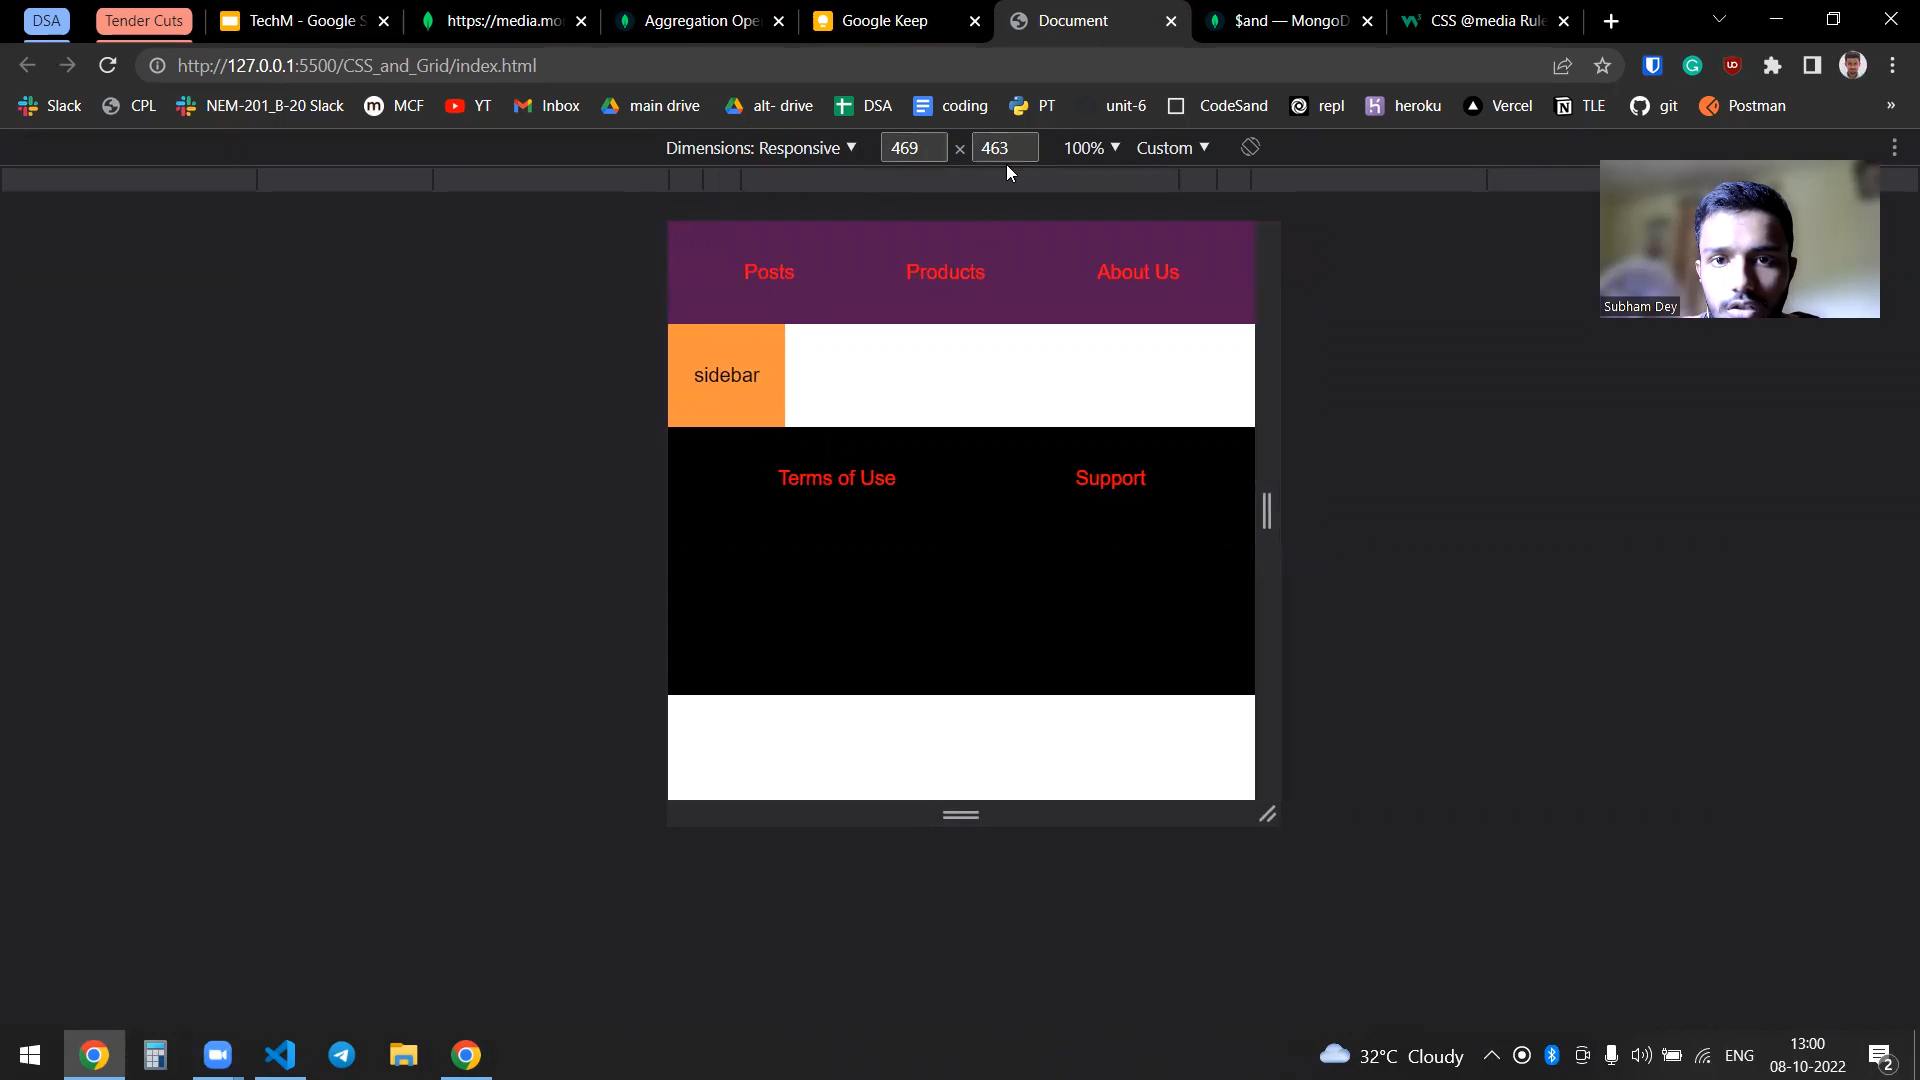 DSA Tender Cuts TechM - Google S https://media.mo Aggregation Ope Google Keep Document $and — MongoD CSS @media Rule
http://127.0.0.1:5500/CSS_and_Grid/index.html
Slack CPL NEM-201_B-20 Slack MCF YT Inbox main drive alt- drive DSA coding PT unit-6 CodeSand repl heroku Vercel TLE git Postman »
Dimensions: Responsive 469 × 463 100% Custom
Posts Products About Us
Subham Dey
sidebar
Terms of Use Support
32°C Cloudy ENG 13:00
08-10-2022 2